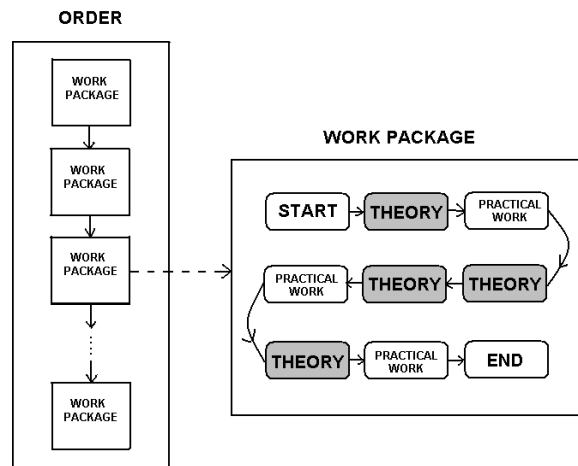 ORDER
WORK
PACKAGE
WORK
PACKAGE
WORK
PACKAGE
WORK
PACKAGE
WORK PACKAGE
START
THEORY
PRACTICAL
WORK
PRACTICAL
WORK
THEORY
THEORY
THEORY
PRACTICAL
WORK
END